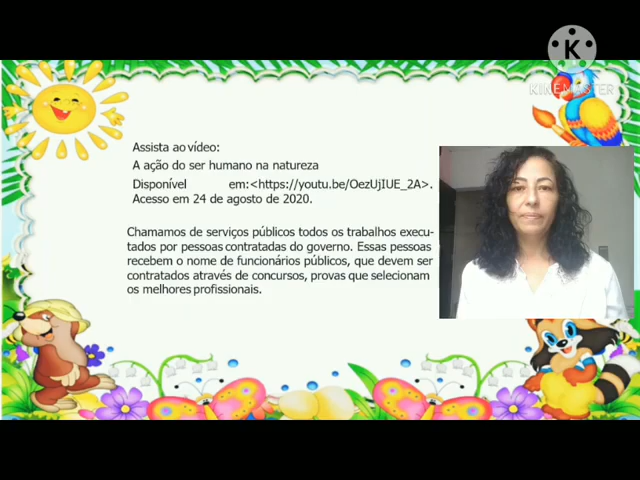 K
KINEMASTER
Assista ao vídeo:
A ação do ser humano na natureza
Disponível em:<https://youtu.be/OezUjIUE_2A>.
Acesso em 24 de agosto de 2020.
Chamamos de serviços públicos todos os trabalhos execu-
tados por pessoas contratadas do governo. Essas pessoas
recebem o nome de funcionários públicos, que devem ser
contratados através de concursos, provas que selecionam
os melhores profissionais.